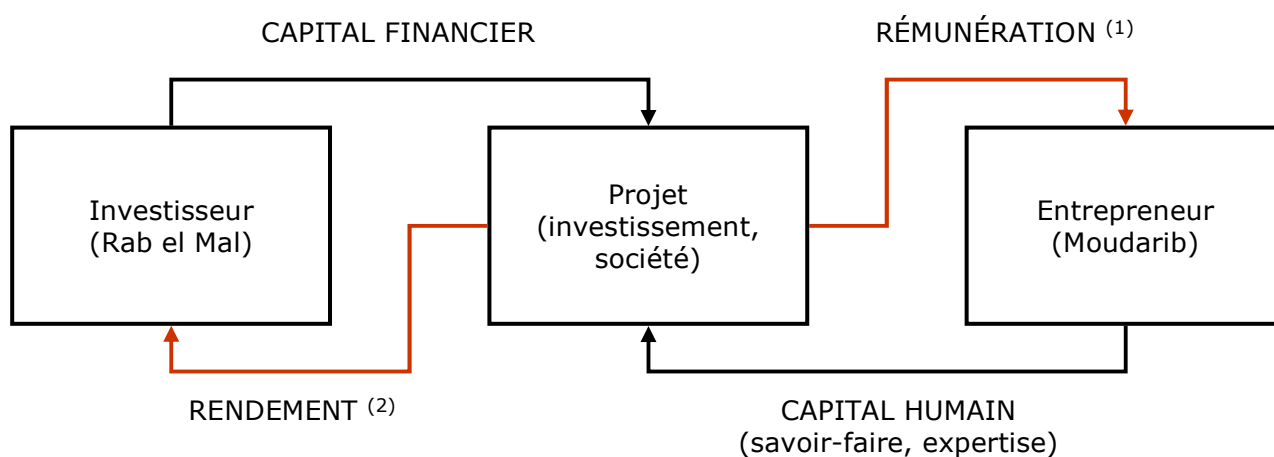 CAPITAL FINANCIER
RÉMUNÉRATION (1)
Investisseur
(Rab el Mal)
Projet
(investissement,
société)
Entrepreneur
(Moudarib)
RENDEMENT (2)
CAPITAL HUMAIN
(savoir-faire, expertise)